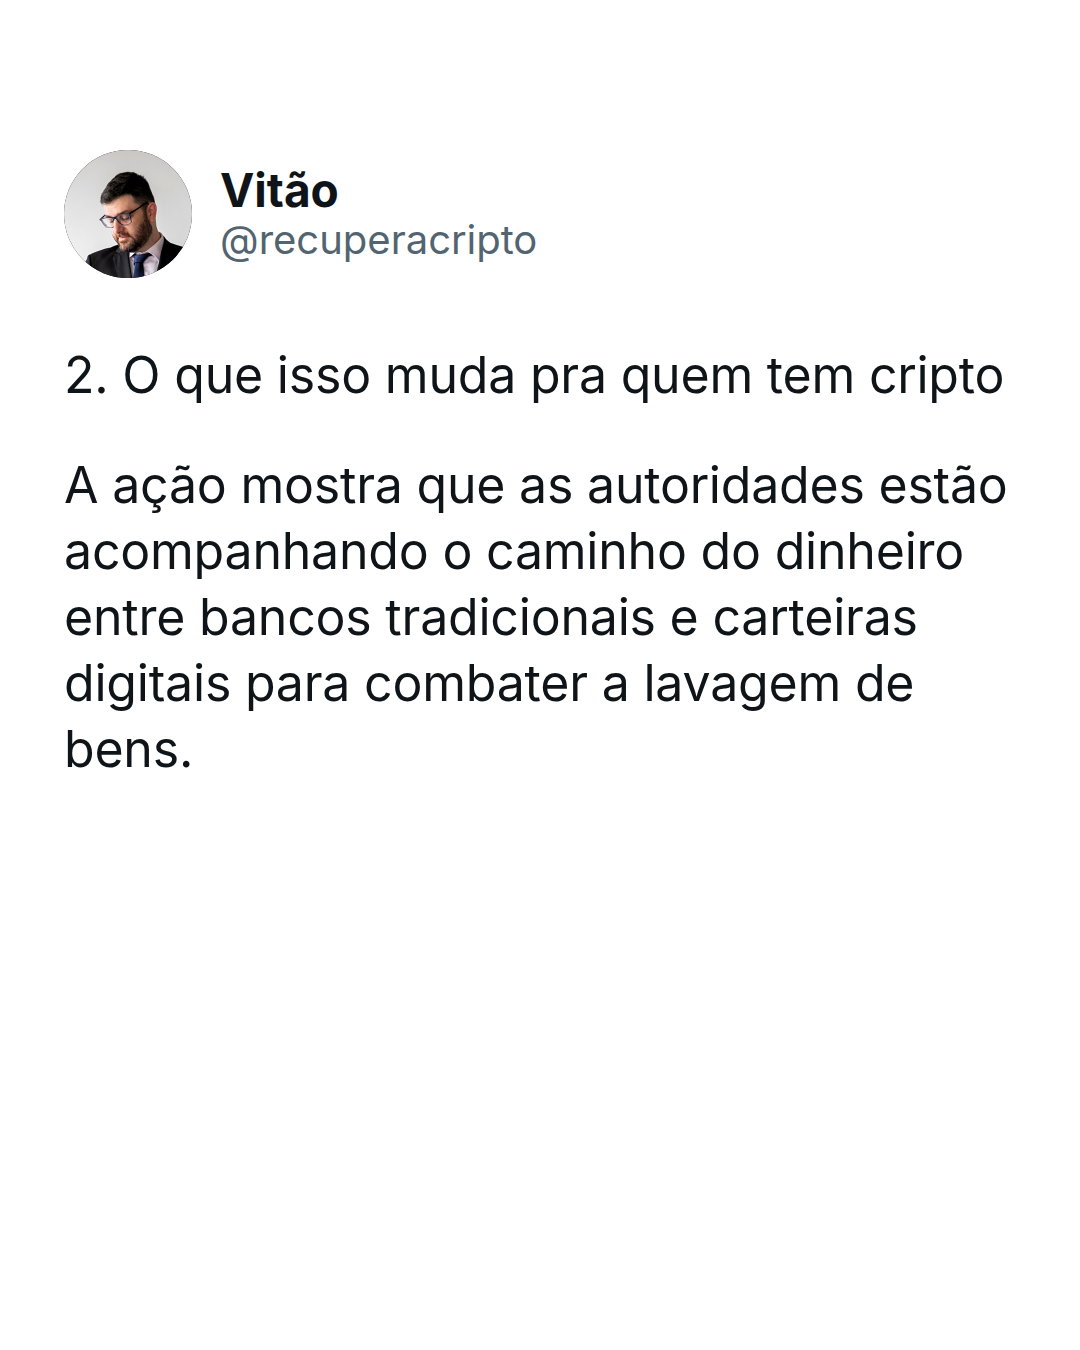 Vitão
@recuperacripto
2. O que isso muda pra quem tem cripto
A ação mostra que as autoridades estão
acompanhando o caminho do dinheiro
entre bancos tradicionais e carteiras
digitais para combater a lavagem de
bens.